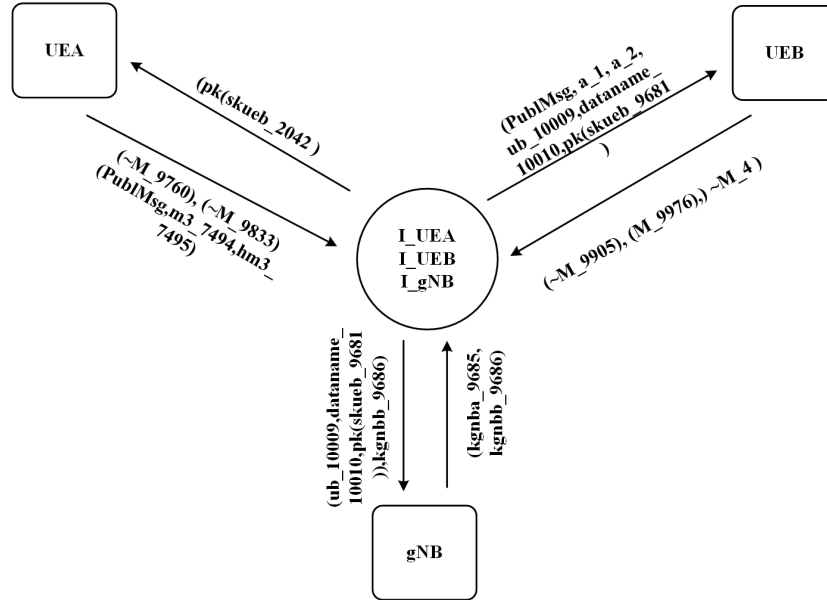 UEA
UEB
(pk(skueb_2042 )
(PublMsg, a_1, a_2,
ub_10009,dataname_
10010,pk(skueb_9681
)
(~M_9760), (~M_9833)
(PublMsg,m3_7494,hm3_
7495)
(~M_9905), (M_9976),) ~M_4 )
I_UEA
I_UEB
I_gNB
(ub_10009,dataname_
10010,pk(skueb_9681
)),kgnbb_9686)
(kgnba_9685,
kgnbb_9686)
gNB